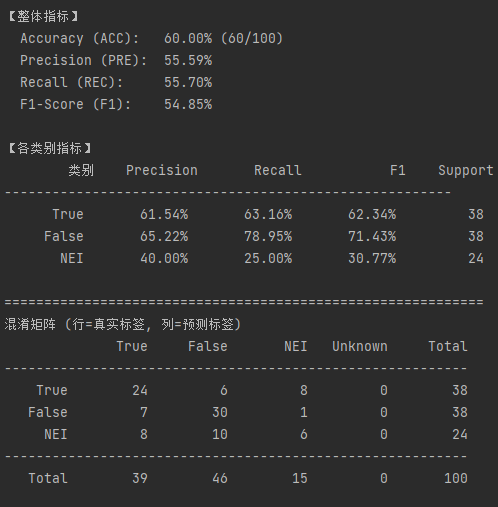 【整体指标】
Accuracy (ACC): 60.00% (60/100)
Precision (PRE): 55.59%
Recall (REC): 55.70%
F1-Score (F1): 54.85%
【各类别指标】
类别 Precision Recall F1 Support
--------------------------------------------------------
True 61.54% 63.16% 62.34% 38
False 65.22% 78.95% 71.43% 38
NEI 40.00% 25.00% 30.77% 24
============================================================
混淆矩阵 (行=真实标签, 列=预测标签)
True False NEI Unknown Total
----------------------------------------------------------
True 24 6 8 0 38
False 7 30 1 0 38
NEI 8 10 6 0 24
----------------------------------------------------------
Total 39 46 15 0 100